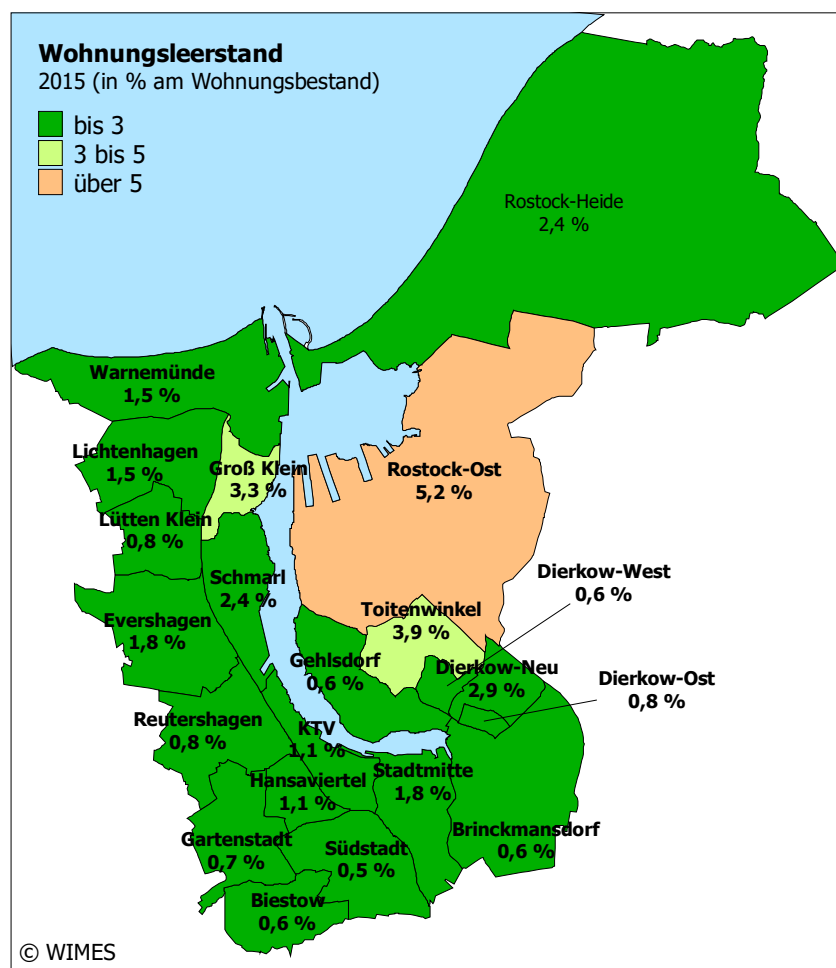 Wohnungsleerstand
2015 (in % am Wohnungsbestand)
bis 3
3 bis 5
über 5
Rostock-Heide
2,4 %
Warnemünde
1,5 %
Lichtenhagen
1,5 %
Groß Klein
3,3 %
Rostock-Ost
5,2 %
Lütten Klein
0,8 %
Schmarl
2,4 %
Dierkow-West
0,6 %
Evershagen
1,8 %
Toitenwinkel
3,9 %
Gehlsdorf
0,6 %
Dierkow-Neu
2,9 %
Dierkow-Ost
0,8 %
Reutershagen
0,8 %
KTV
1,1 %
Hansaviertel
1,1 %
Stadtmitte
1,8 %
Gartenstadt
0,7 %
Südstadt
0,5 %
Brinckmansdorf
0,6 %
Biestow
0,6 %
© WIMES